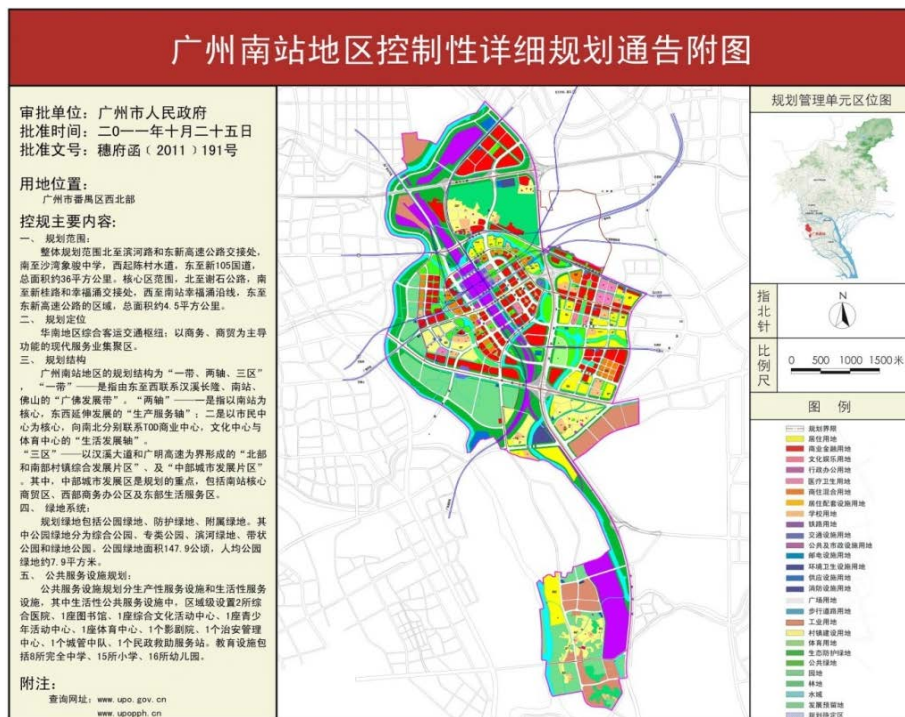 广州南站地区控制性详细规划通告附图
审批单位：广州市人民政府
批准时间：二0一一年十月二十五日
批准文号：穗府函（2011）191号
用地位置：
广州市番禺区西北部
控规主要内容：
一、 规划范围：
整体规划范围北至滨河路和东新高速公路交接处，
南至沙湾象骏中学，西起陈村水道，东至新105国道，
总面积约36平方公里。核心区范围，北至谢石公路，南
至新桂路和幸福涌交接处，西至南站幸福涌沿线，东至
东新高速公路的区域，总面积约4.5平方公里。
二、 规划定位
华南地区综合客运交通枢纽；以商务、商贸为主导
功能的现代服务业集聚区。
三、 规划结构
广州南站地区的规划结构为“一带、两轴、三区”
，“一带”——是指由东至西联系汉溪长隆、南站、
佛山的“广佛发展带”。“两轴”——一是指以南站为
核心，东西延伸发展的“生产服务轴”；二是以市民中
心为核心，向南北分别联系TOD商业中心，文化中心与
体育中心的“生活发展轴”。
“三区”——以汉溪大道和广明高速为界形成的“北部
和南部村镇综合发展片区”、及“中部城市发展片区”
。其中，中部城市发展区是规划的重点，包括南站核心
商贸区、西部商务办公区及东部生活服务区。
四、 绿地系统：
规划绿地包括公园绿地、防护绿地、附属绿地。其
中公园绿地分为综合公园、专类公园、滨河绿地、带状
公园和绿地公园。公园绿地面积147.9公顷，人均公园
绿地约7.9平方米。
五、 公共服务设施规划：
公共服务设施规划分生产性服务设施和生活性服务
设施。其中生活性公共服务设施中，区域级设置2所综
合医院、1座图书馆、1座综合文化活动中心、1座青少
年活动中心、1座体育中心、1个影剧院、1个治安管理
中心、1个城管中队、1个民政救助服务站。教育设施包
括8所完全中学、15所小学、16所幼儿园。
附注：
查询网址：www.upo.gov.cn
www.upopph.cn
规划管理单元区位图
指北针
N
比例尺
0 500 1000 1500米
图 例
规划界限
居住用地
商业金融用地
文化娱乐用地
行政办公用地
医疗卫生用地
商住混合用地
居住配套设施用地
学校用地
铁路用地
交通设施用地
公共及市政设施用地
邮电设施用地
环境卫生设施用地
供应设施用地
消防设施用地
广场用地
步行道路用地
工业用地
村镇建设用地
体育用地
生态防护绿地
公共绿地
园地
林地
水域
发展预留地